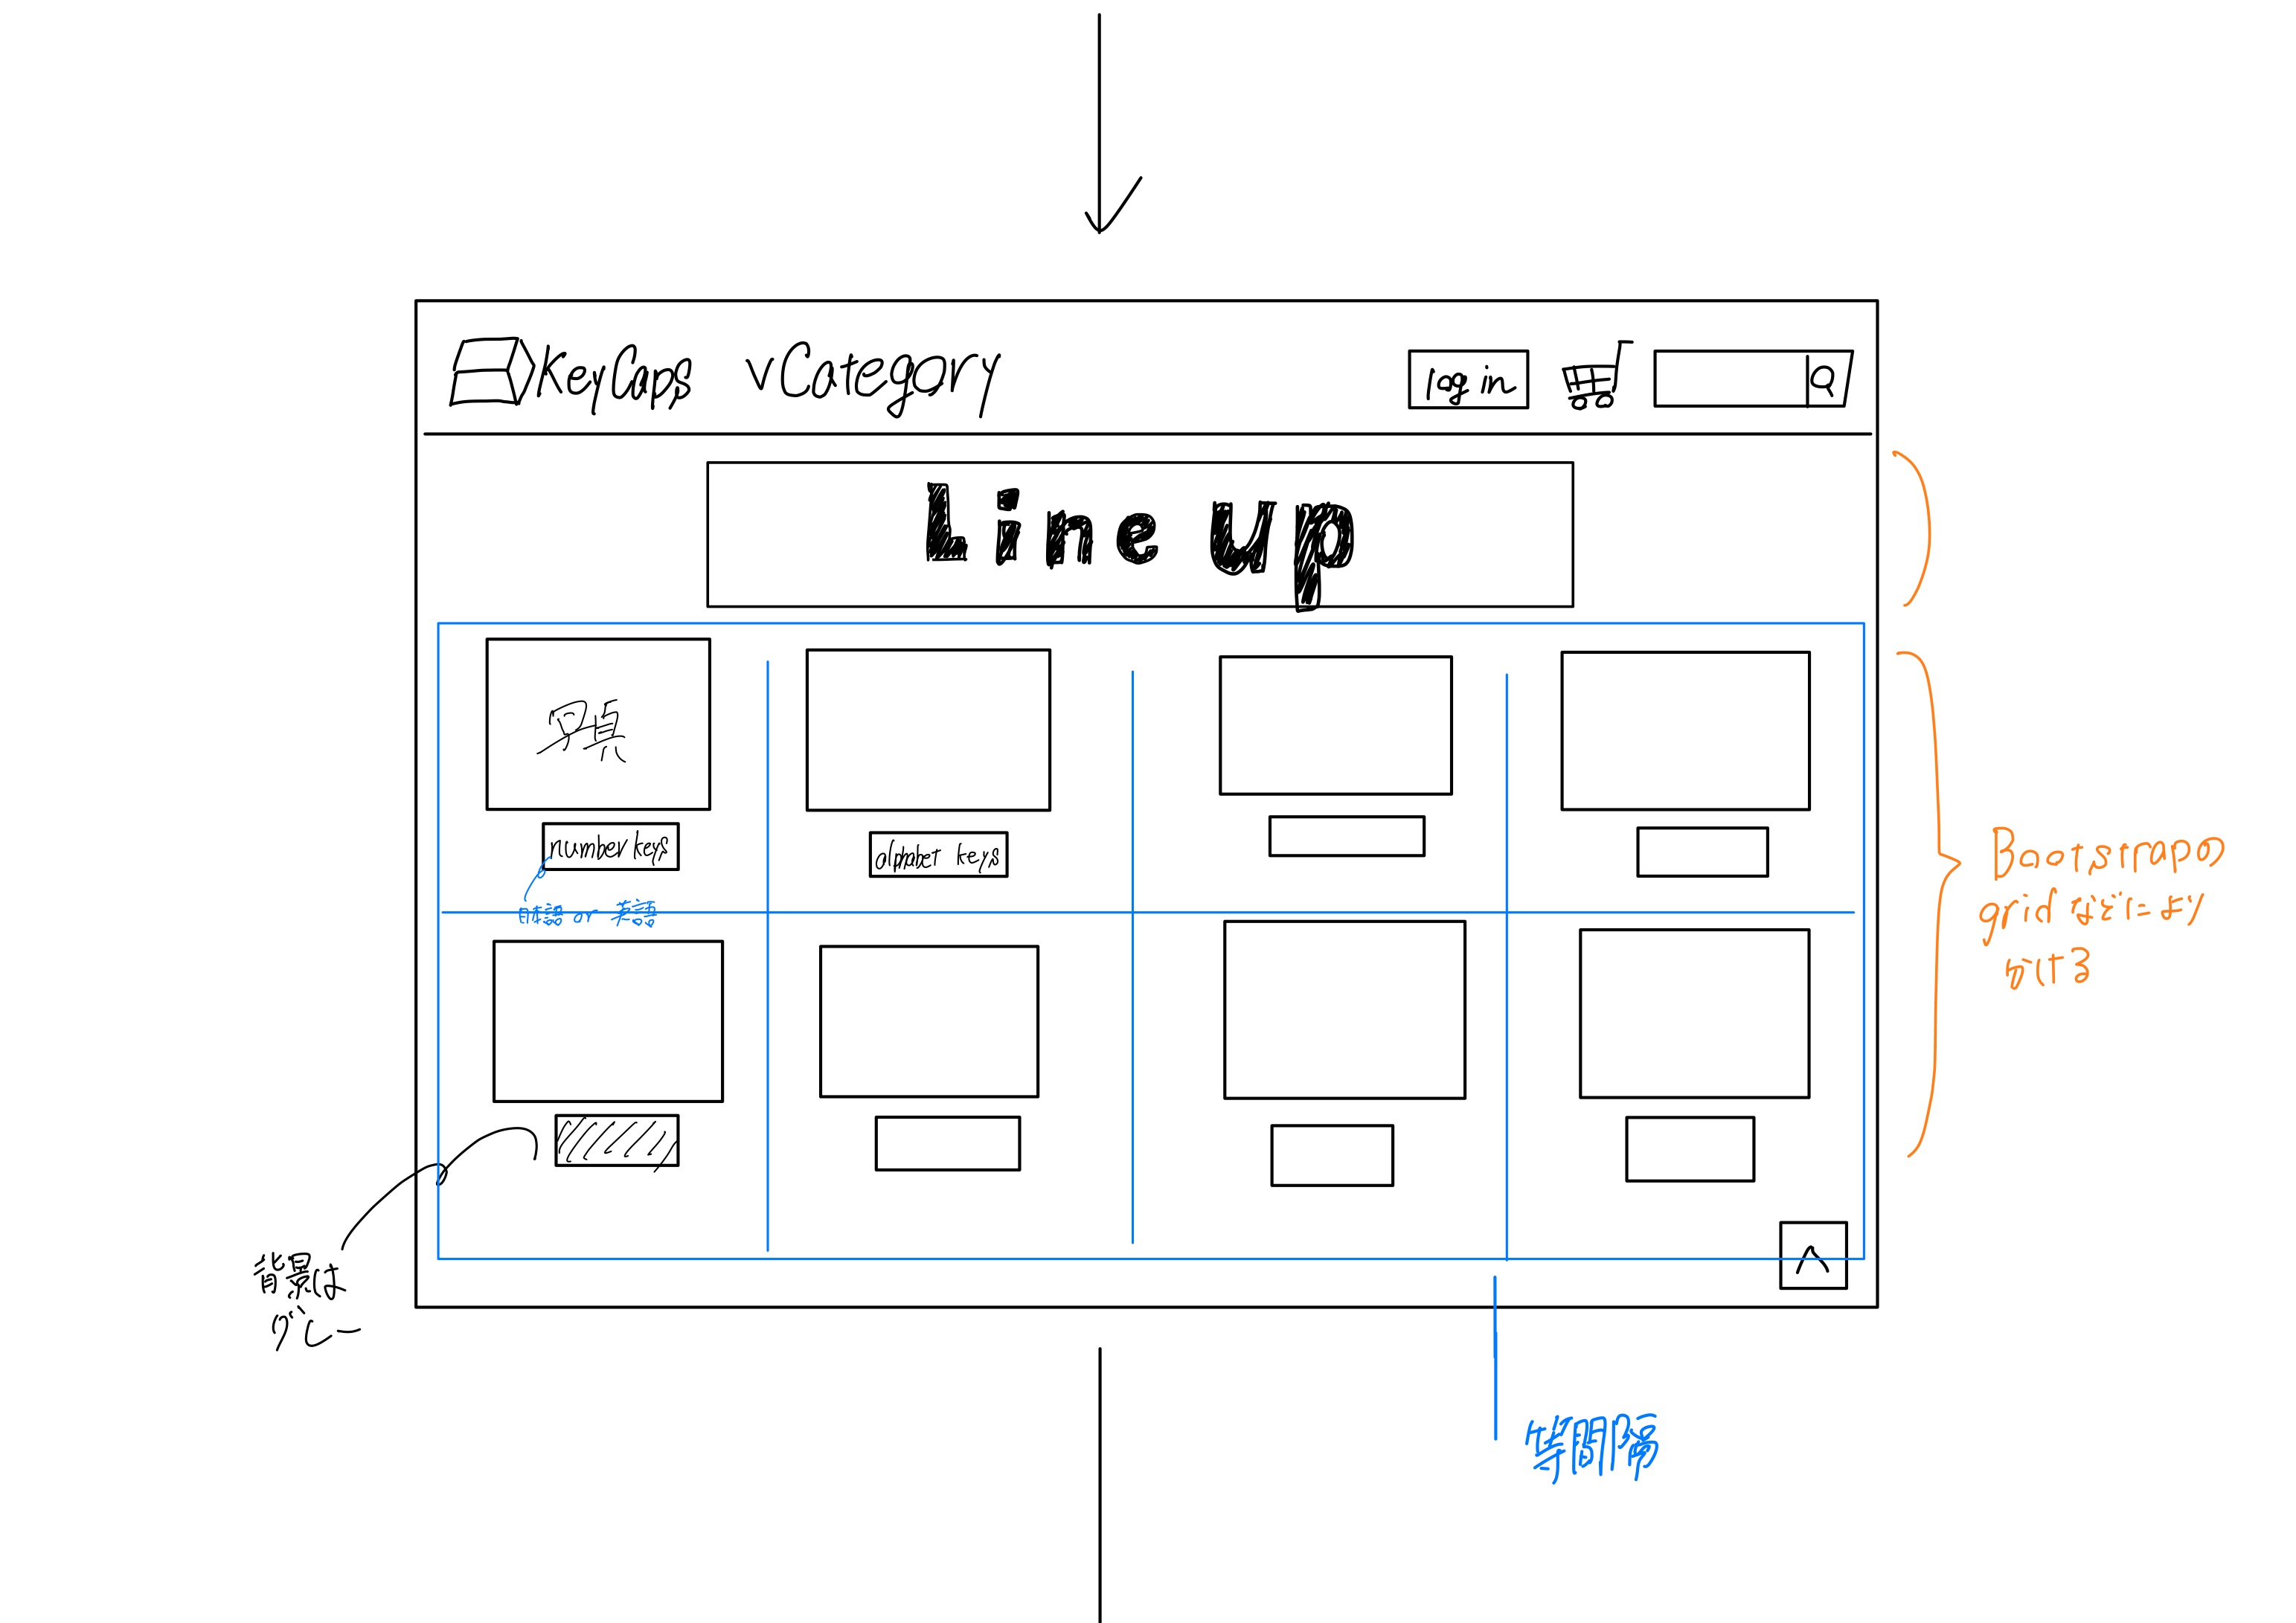 KeyCaps vCategory log in
Line Up
写真
number keys
alphabet keys
日本語 or 英語
Bootstrapの
gridなどにより
分ける
背景は
グレー
等間隔